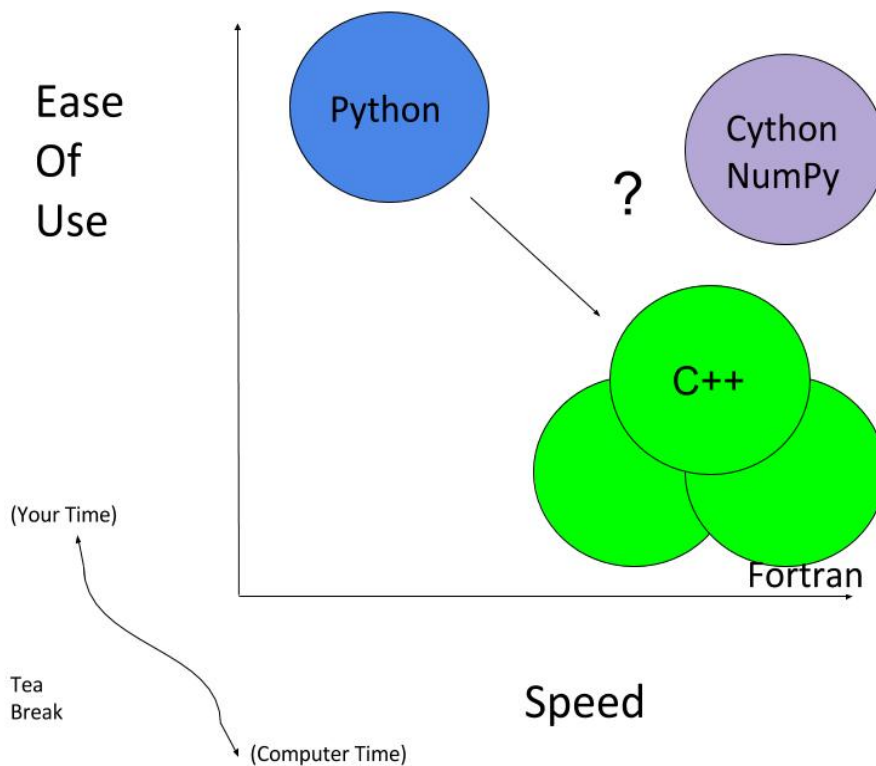 Ease
Of
Use
Python
Cython
NumPy
?
C++
Fortran
(Your Time)
Tea
Break
Speed
(Computer Time)